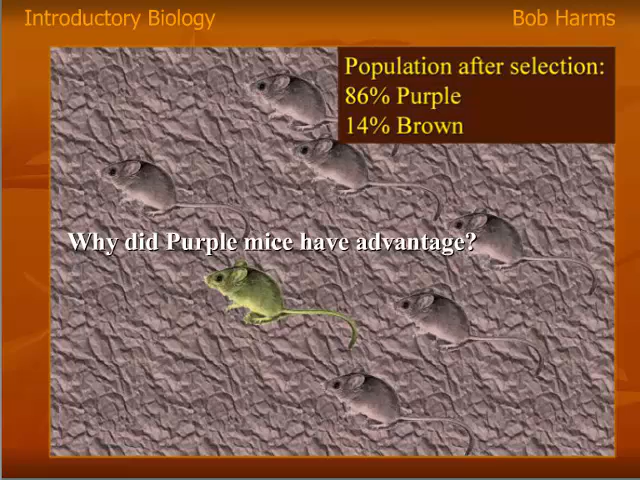 Introductory Biology
Bob Harms
Population after selection:
86% Purple
14% Brown
Why did Purple mice have advantage?